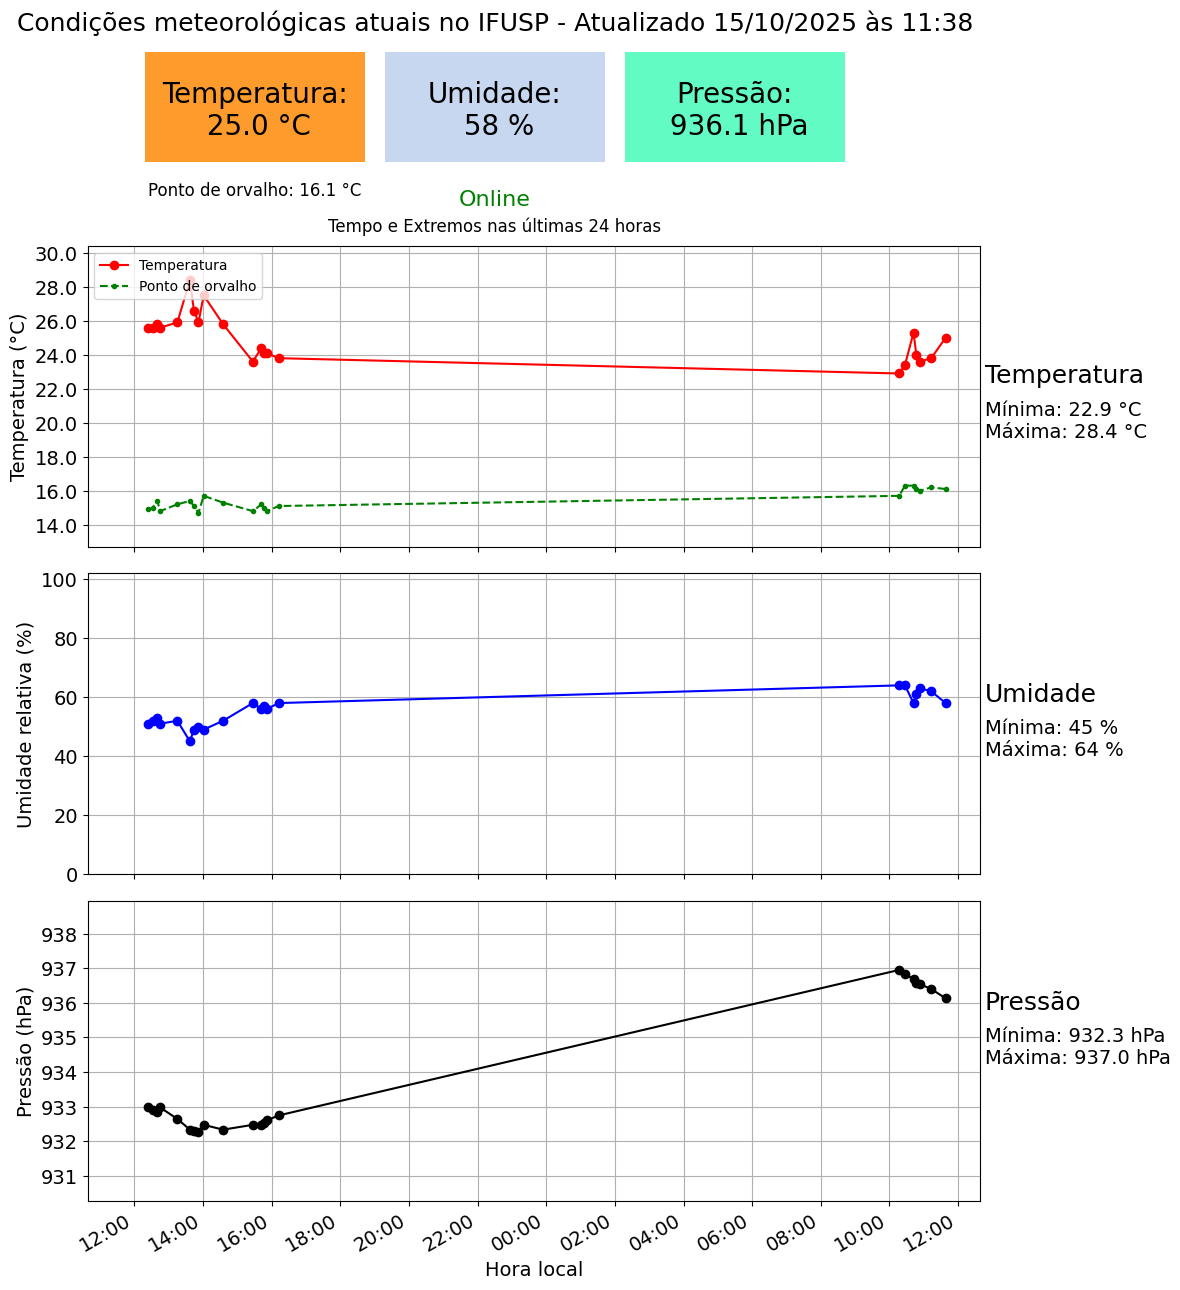 Condições meteorológicas atuais no IFUSP - Atualizado 15/10/2025 às 11:38
Temperatura:
25.0 °C
Umidade:
58 %
Pressão:
936.1 hPa
Ponto de orvalho: 16.1 °C
Online
Tempo e Extremos nas últimas 24 horas
Temperatura (°C)
30.0
28.0
26.0
24.0
22.0
20.0
18.0
16.0
14.0
Temperatura
Ponto de orvalho
Temperatura
Mínima: 22.9 °C
Máxima: 28.4 °C
Umidade relativa (%)
100
80
60
40
20
0
Umidade
Mínima: 45 %
Máxima: 64 %
Pressão (hPa)
938
937
936
935
934
933
932
931
Pressão
Mínima: 932.3 hPa
Máxima: 937.0 hPa
12:00 14:00 16:00 18:00 20:00 22:00 00:00 02:00 04:00 06:00 08:00 10:00 12:00
Hora local